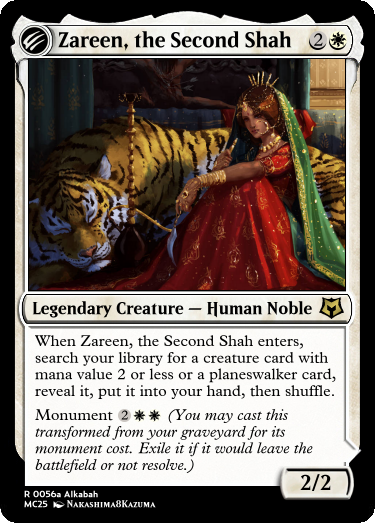 Zareen, the Second Shah 2
Legendary Creature — Human Noble
When Zareen, the Second Shah enters,
search your library for a creature card with
mana value 2 or less or a planeswalker card,
reveal it, put it into your hand, then shuffle.
Monument 2 (You may cast this
transformed from your graveyard for its
monument cost. Exile it if it would leave the
battlefield or not resolve.)
2/2
R 0056a Alkabah
MC25 Nakashima8Kazuma